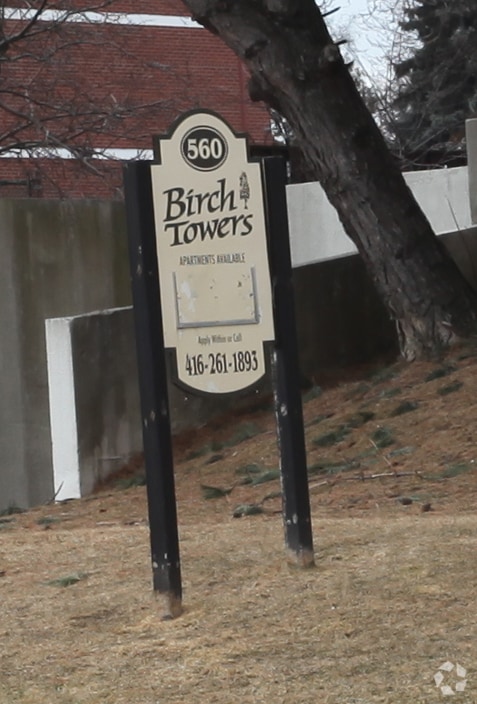 560
Birch
Towers
APARTMENTS AVAILABLE
Apply Within or Call
416-261-1893